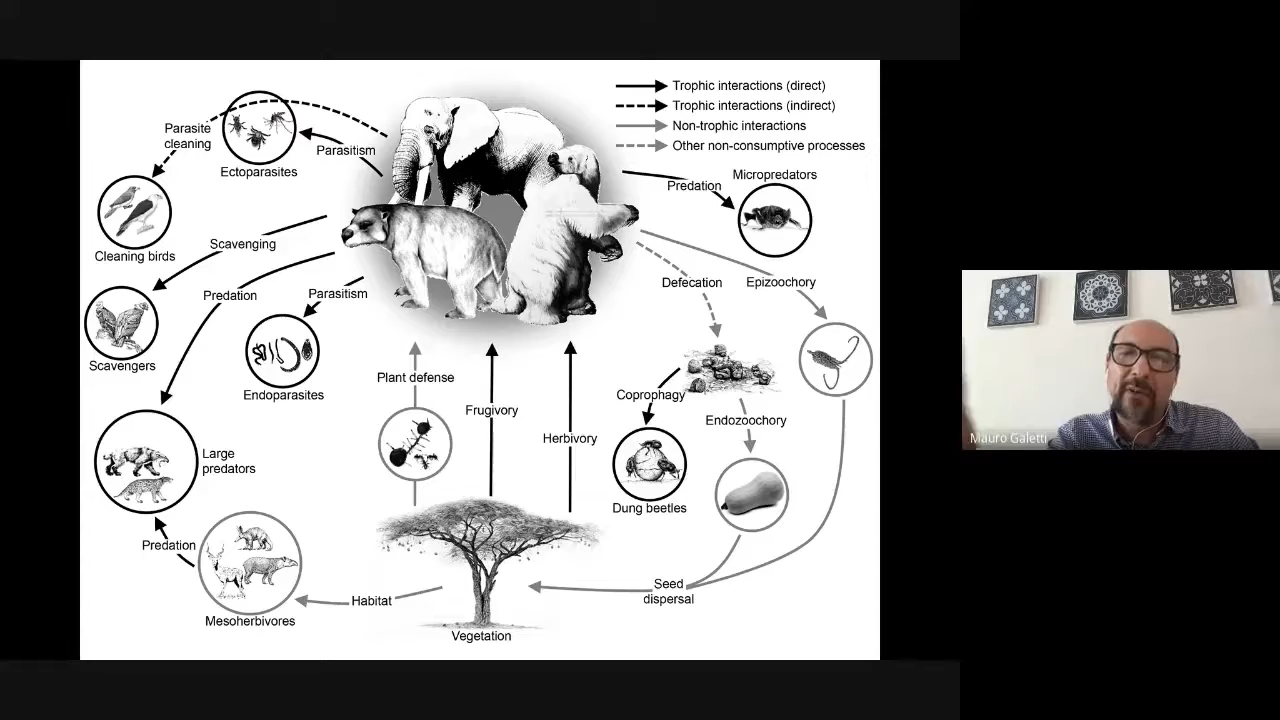 Trophic interactions (direct)
Trophic interactions (indirect)
Non-trophic interactions
Other non-consumptive processes
Parasite
cleaning
Parasitism
Ectoparasites
Predation
Micropredators
Cleaning birds
Scavenging
Defecation
Epizoochory
Predation
Parasitism
Scavengers
Endoparasites
Plant defense
Coprophagy
Frugivory
Endozoochory
Herbivory
Large
predators
Dung beetles
Predation
Seed
dispersal
Habitat
Mesoherbivores
Vegetation
Mauro Galetti